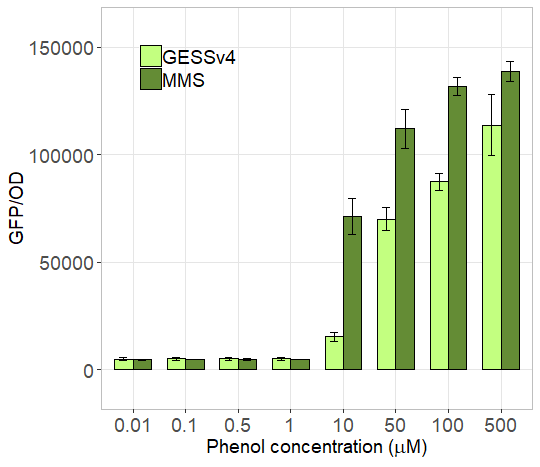 GESSv4
MMS
GFP/OD
150000
100000
50000
0
0.01 0.1 0.5 1 10 50 100 500
Phenol concentration (μM)